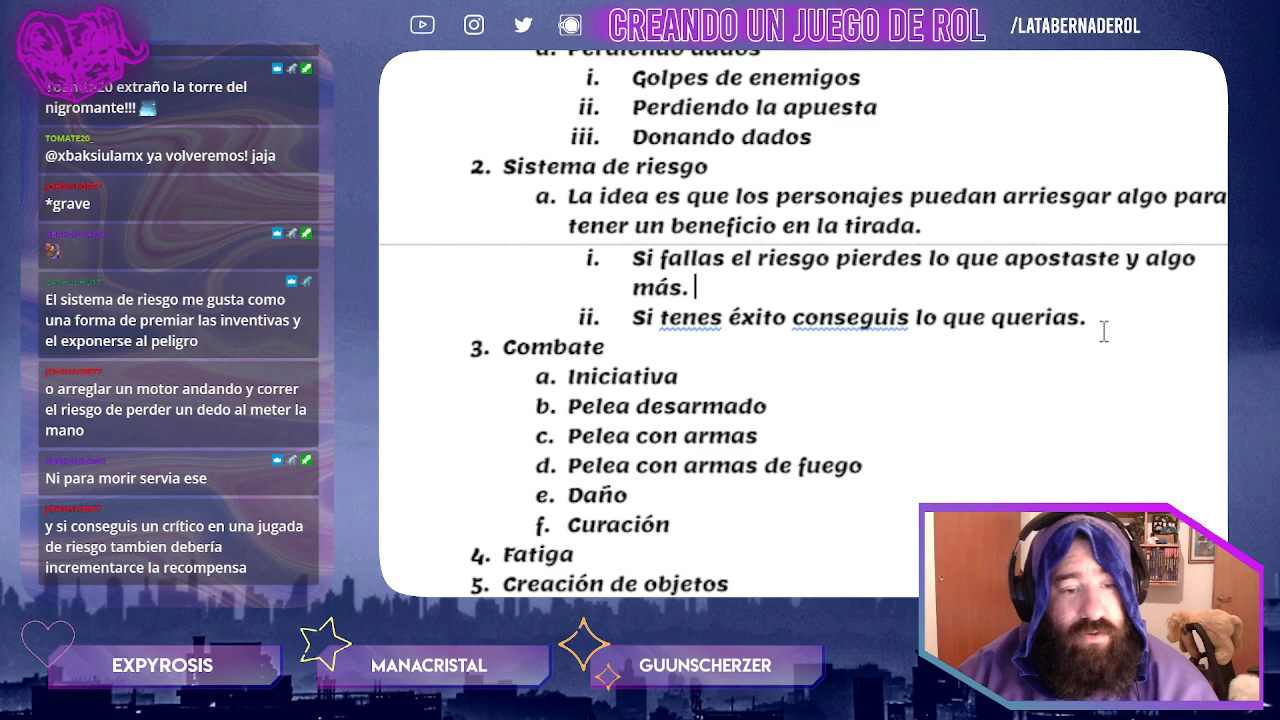 CREANDO UN JUEGO DE ROL
/LATABERNADEROL
extraño la torre del
nigromante!!!
TOMATE20_
@xbaksiulamx ya volveremos! jaja
*grave
El sistema de riesgo me gusta como
una forma de premiar las inventivas y
el exponerse al peligro
o arreglar un motor andando y correr
el riesgo de perder un dedo al meter la
mano
Ni para morir servia ese
y si conseguis un crítico en una jugada
de riesgo tambien debería
incrementarce la recompensa
a. Perdiendo dados
i. Golpes de enemigos
ii. Perdiendo la apuesta
iii. Donando dados
2. Sistema de riesgo
a. La idea es que los personajes puedan arriesgar algo para
tener un beneficio en la tirada.
i. Si fallas el riesgo pierdes lo que apostaste y algo
más.
ii. Si tenes éxito conseguis lo que querias.
3. Combate
a. Iniciativa
b. Pelea desarmado
c. Pelea con armas
d. Pelea con armas de fuego
e. Daño
f. Curación
4. Fatiga
5. Creación de objetos
EXPYROSIS
MANACRISTAL
GUUNSCHERZER